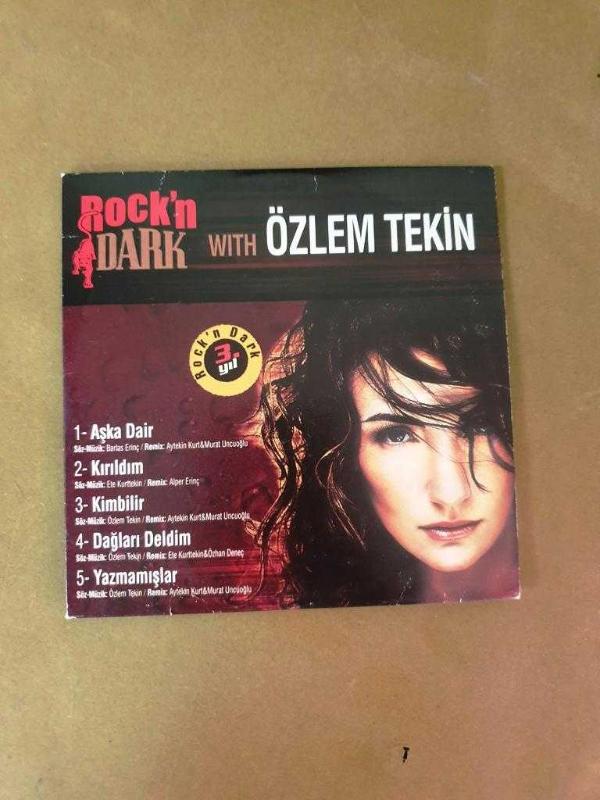 Rock'n
DARK
WITH ÖZLEM TEKİN
Rock'n Dark
3.
yıl
1- Aşka Dair
Söz-Müzik: Barlas Erinç / Remix: Aytekin Kurt&Murat Uncuoğlu
2- Kırıldım
Söz-Müzik: Ete Kurttekin / Remix: Alper Erinç
3- Kimbilir
Söz-Müzik: Özlem Tekin / Remix: Aytekin Kurt&Murat Uncuoğlu
4- Dağları Deldim
Söz-Müzik: Özlem Tekin / Remix: Ete Kurttekin&Özhan Deneç
5- Yazmamışlar
Söz-Müzik: Özlem Tekin / Remix: Aytekin Kurt&Murat Uncuoğlu